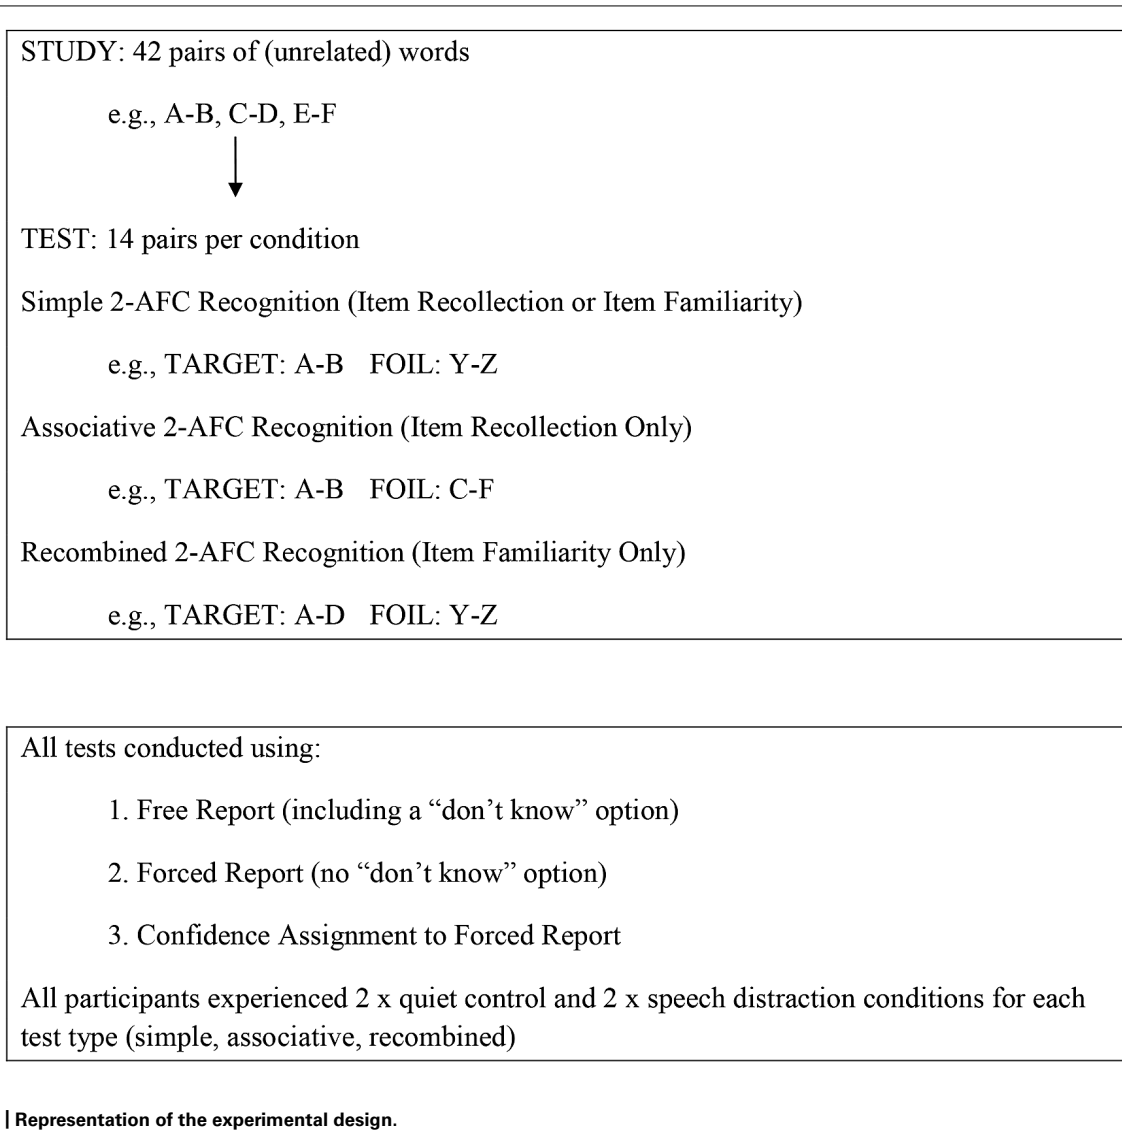 STUDY: 42 pairs of (unrelated) words
e.g., A-B, C-D, E-F
TEST: 14 pairs per condition
Simple 2-AFC Recognition (Item Recollection or Item Familiarity)
e.g., TARGET: A-B FOIL: Y-Z
Associative 2-AFC Recognition (Item Recollection Only)
e.g., TARGET: A-B FOIL: C-F
Recombined 2-AFC Recognition (Item Familiarity Only)
e.g., TARGET: A-D FOIL: Y-Z
All tests conducted using:
1. Free Report (including a “don’t know” option)
2. Forced Report (no “don’t know” option)
3. Confidence Assignment to Forced Report
All participants experienced 2 x quiet control and 2 x speech distraction conditions for each
test type (simple, associative, recombined)
| Representation of the experimental design.